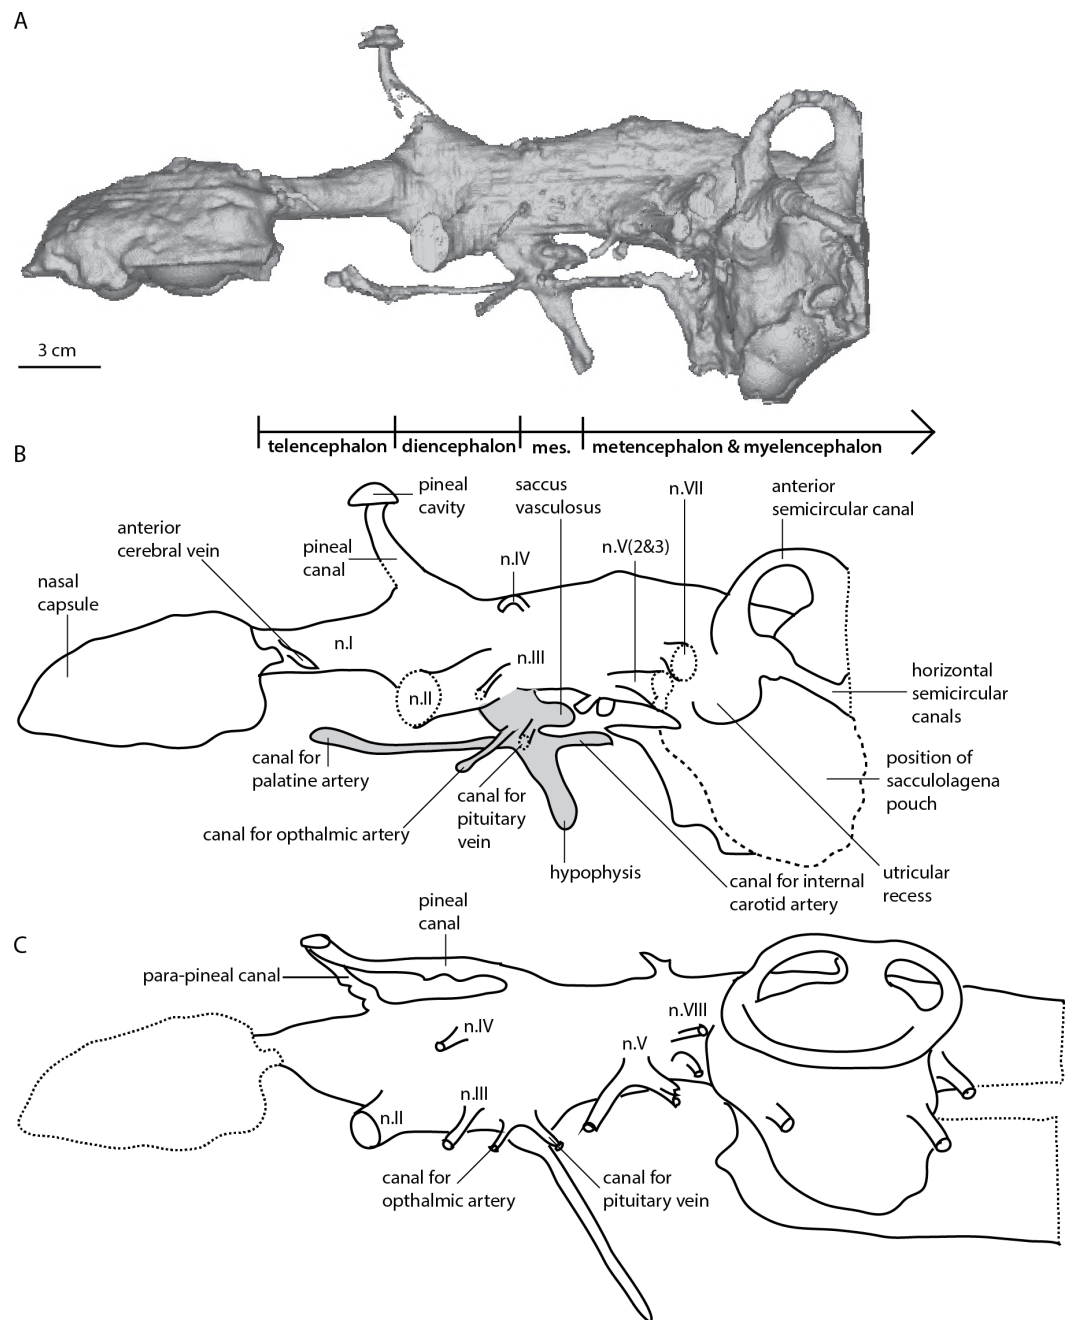 A
3 cm
telencephalon
diencephalon
mes.
metencephalon & myelencephalon
B
pineal
cavity
saccus
vasculosus
n.VII
anterior
semicircular canal
anterior
cerebral vein
pineal
canal
n.IV
n.V(2&3)
nasal
capsule
n.I
n.III
n.II
horizontal
semicircular
canals
canal for
palatine artery
position of
sacculolagena
pouch
canal for
pituitary
vein
canal for opthalmic artery
hypophysis
canal for internal
carotid artery
utricular
recess
C
pineal
canal
para-pineal canal
n.IV
n.VIII
n.V
n.III
n.II
canal for
opthalmic artery
canal for
pituitary vein